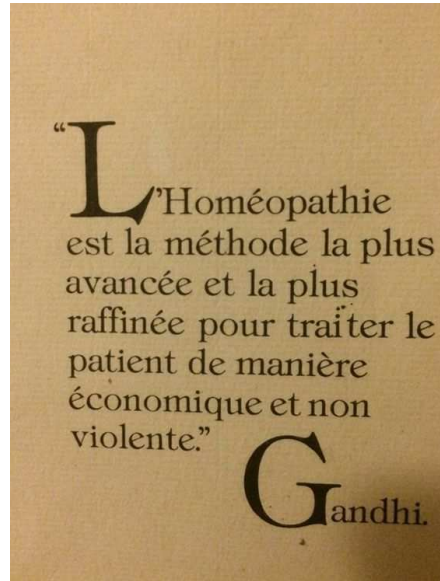 “L’Homéopathie
est la méthode la plus
avancée et la plus
raffinée pour traiter le
patient de manière
économique et non
violente.”
Gandhi.